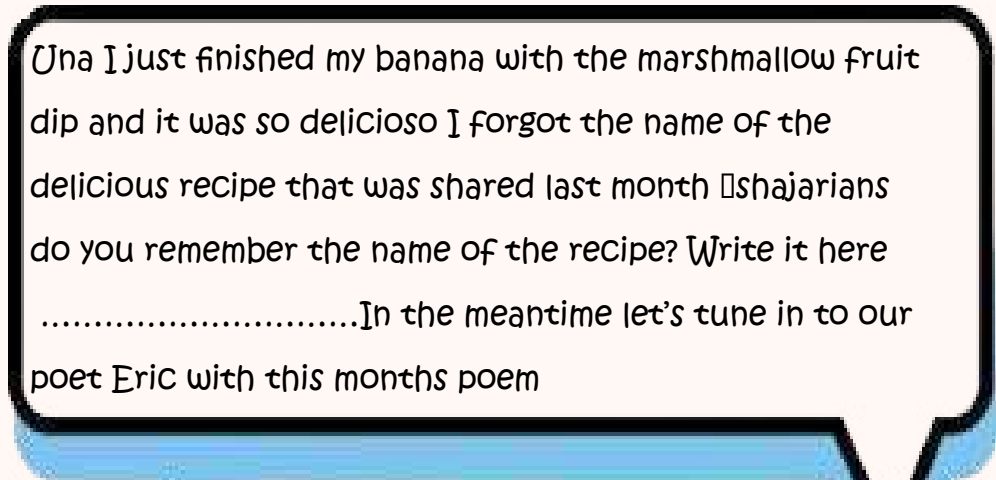 Una I just finished my banana with the marshmallow fruit
dip and it was so delicioso I forgot the name of the
delicious recipe that was shared last month ▯shajarians
do you remember the name of the recipe? Write it here
…………………………In the meantime let’s tune in to our
poet Eric with this months poem